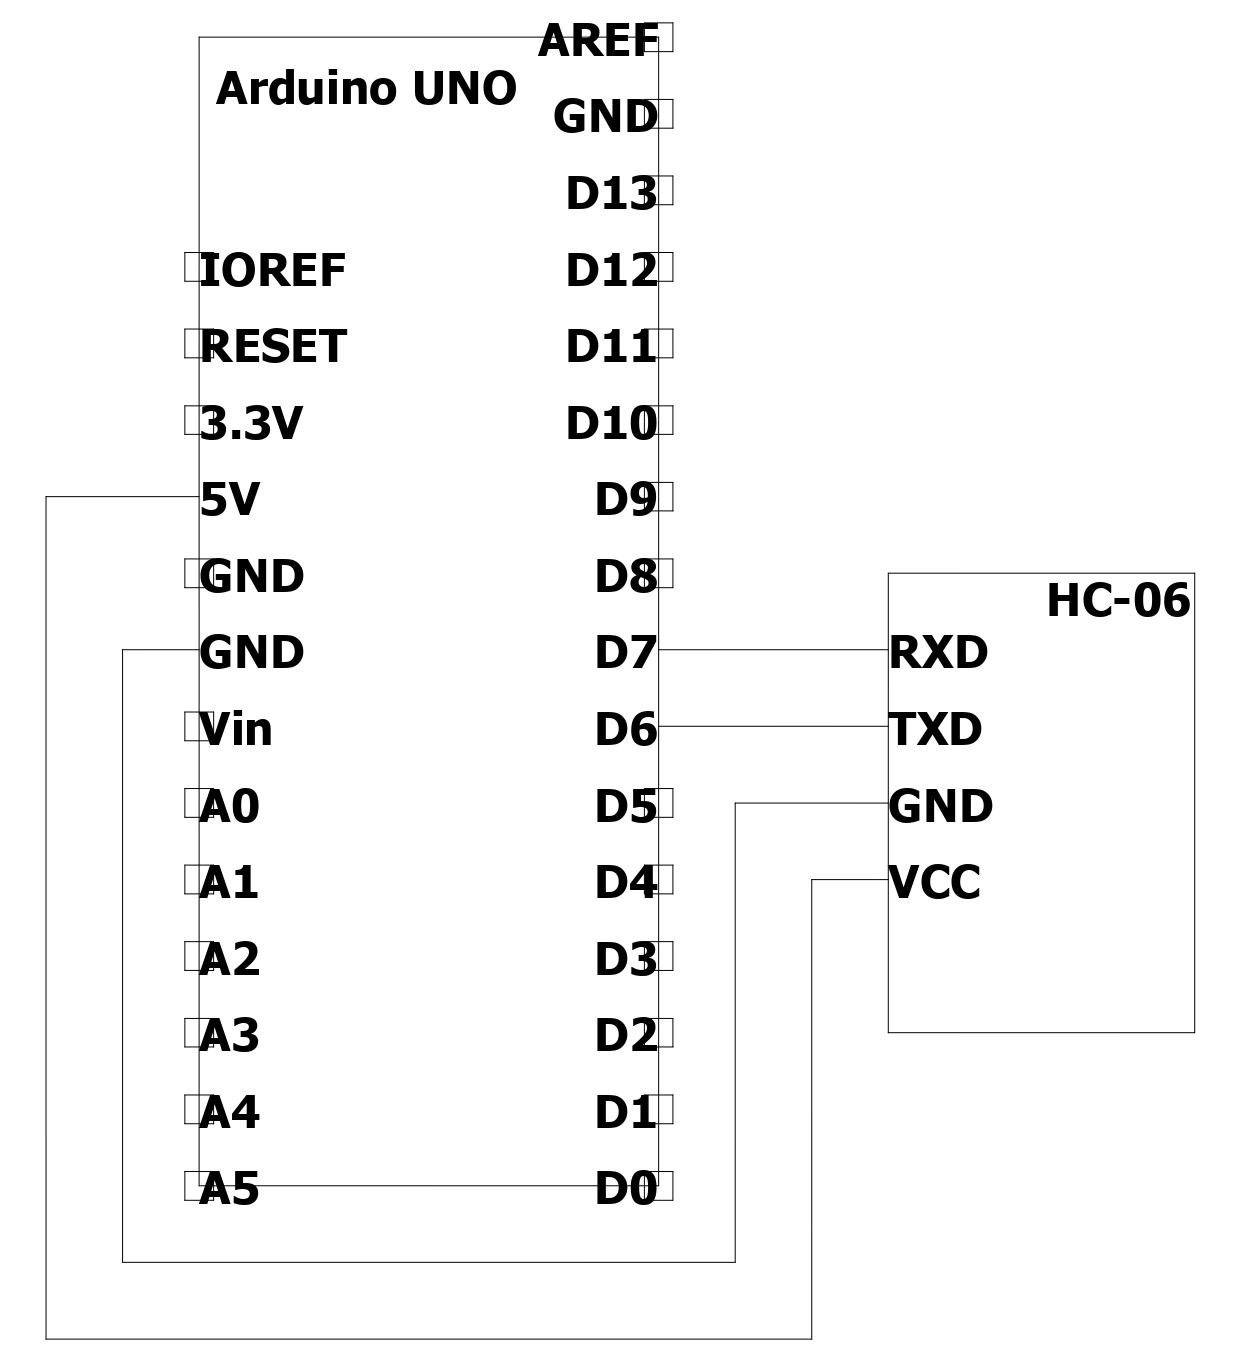 AREF
Arduino UNO
GND
D13
IOREF
D12
RESET
D11
3.3V
D10
5V
D9
GND
D8
HC-06
GND
D7
RXD
Vin
D6
TXD
A0
D5
GND
A1
D4
VCC
A2
D3
A3
D2
A4
D1
A5
D0